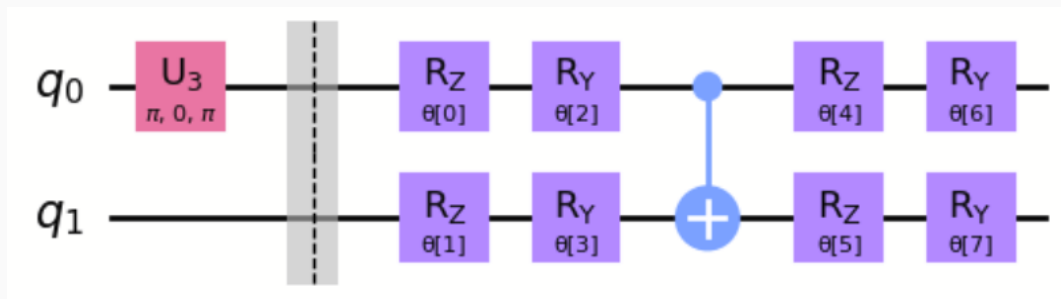 q0 U3 RZ RY RZ RY
π, 0, π θ[0] θ[2] θ[4] θ[6]
q1 RZ RY RZ RY
θ[1] θ[3] θ[5] θ[7]